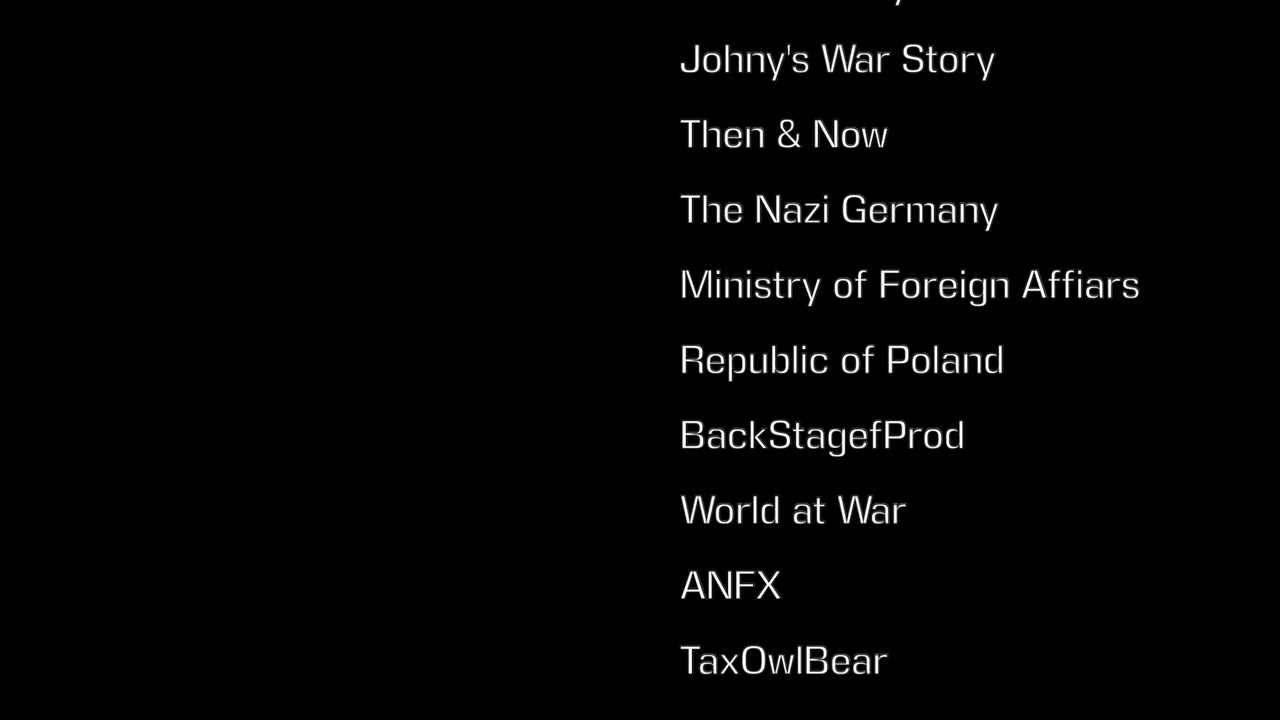 Johny's War Story
Then & Now
The Nazi Germany
Ministry of Foreign Affiars
Republic of Poland
BackStagefProd
World at War
ANFX
TaxOwlBear